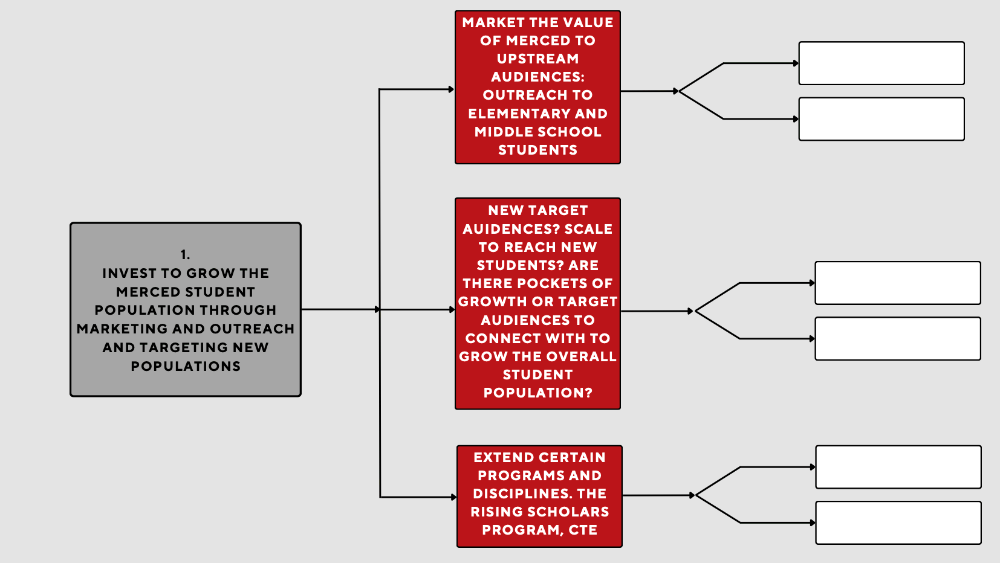 1.
INVEST TO GROW THE
MERCED STUDENT
POPULATION THROUGH
MARKETING AND OUTREACH
AND TARGETING NEW
POPULATIONS
MARKET THE VALUE
OF MERCED TO
UPSTREAM
AUDIENCES:
OUTREACH TO
ELEMENTARY AND
MIDDLE SCHOOL
STUDENTS
NEW TARGET
AUIDENCES? SCALE
TO REACH NEW
STUDENTS? ARE
THERE POCKETS OF
GROWTH OR TARGET
AUDIENCES TO
CONNECT WITH TO
GROW THE OVERALL
STUDENT
POPULATION?
EXTEND CERTAIN
PROGRAMS AND
DISCIPLINES. THE
RISING SCHOLARS
PROGRAM, CTE